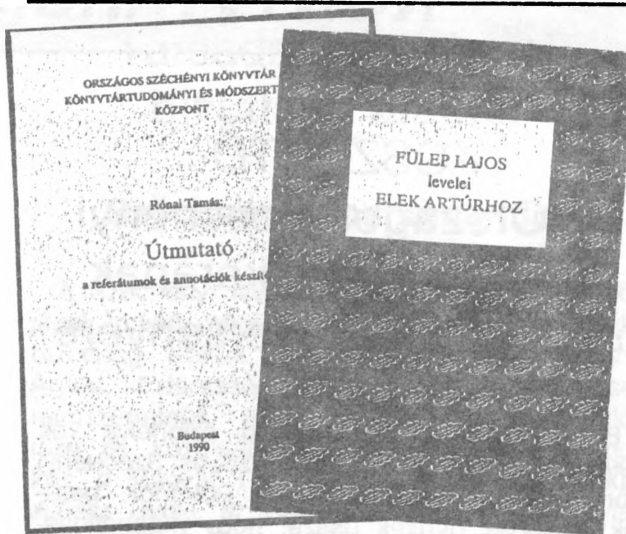 ORSZÁGOS SZÉCHÉNYI KÖNYVTÁR
KÖNYVTÁRTUDOMÁNYI ÉS MÓDSZERT
KÖZPONT
Rónai Tamás:
Útmutató
a referátumok és annotációk készít
Budapest
1990
FÜLEP LAJOS
levelei
ELEK ARTÚRHOZ